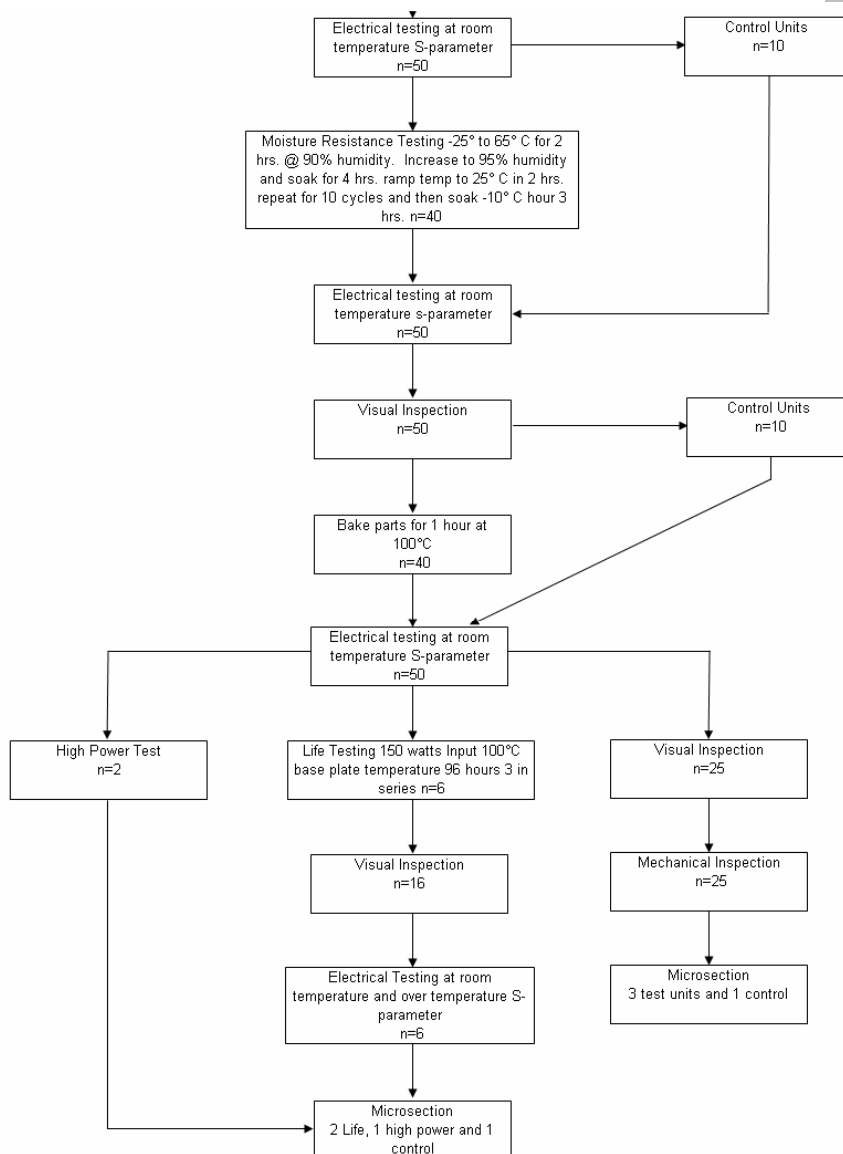 Electrical testing at room
temperature S-parameter
n=50
Control Units
n=10
Moisture Resistance Testing -25° to 65° C for 2
hrs. @ 90% humidity. Increase to 95% humidity
and soak for 4 hrs. ramp temp to 25° C in 2 hrs.
repeat for 10 cycles and then soak -10° C hour 3
hrs. n=40
Electrical testing at room
temperature s-parameter
n=50
Visual Inspection
n=50
Control Units
n=10
Bake parts for 1 hour at
100°C
n=40
Electrical testing at room
temperature S-parameter
n=50
High Power Test
n=2
Life Testing 150 watts Input 100°C
base plate temperature 96 hours 3 in
series n=6
Visual Inspection
n=25
Visual Inspection
n=16
Mechanical Inspection
n=25
Electrical Testing at room
temperature and over temperature S-
parameter
n=6
Microsection
3 test units and 1 control
Microsection
2 Life, 1 high power and 1
control